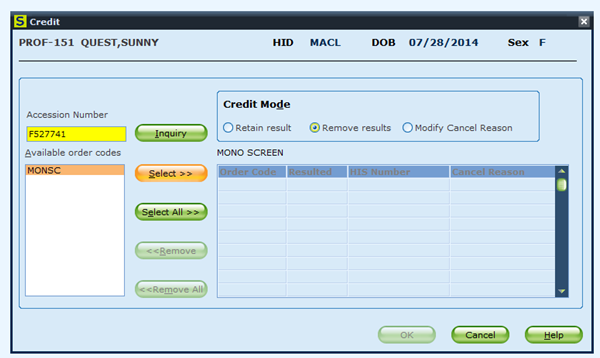 S Credit
PROF-151 QUEST,SUNNY HID MACL DOB 07/28/2014 Sex F
Credit Mode
Accession Number
F527741
Inquiry
Retain result Remove results Modify Cancel Reason
Available order codes
MONO SCREEN
MONSC
Select >>
Order Code Resulted HIS Number Cancel Reason
Select All >>
<<Remove
<<Remove All
OK Cancel Help